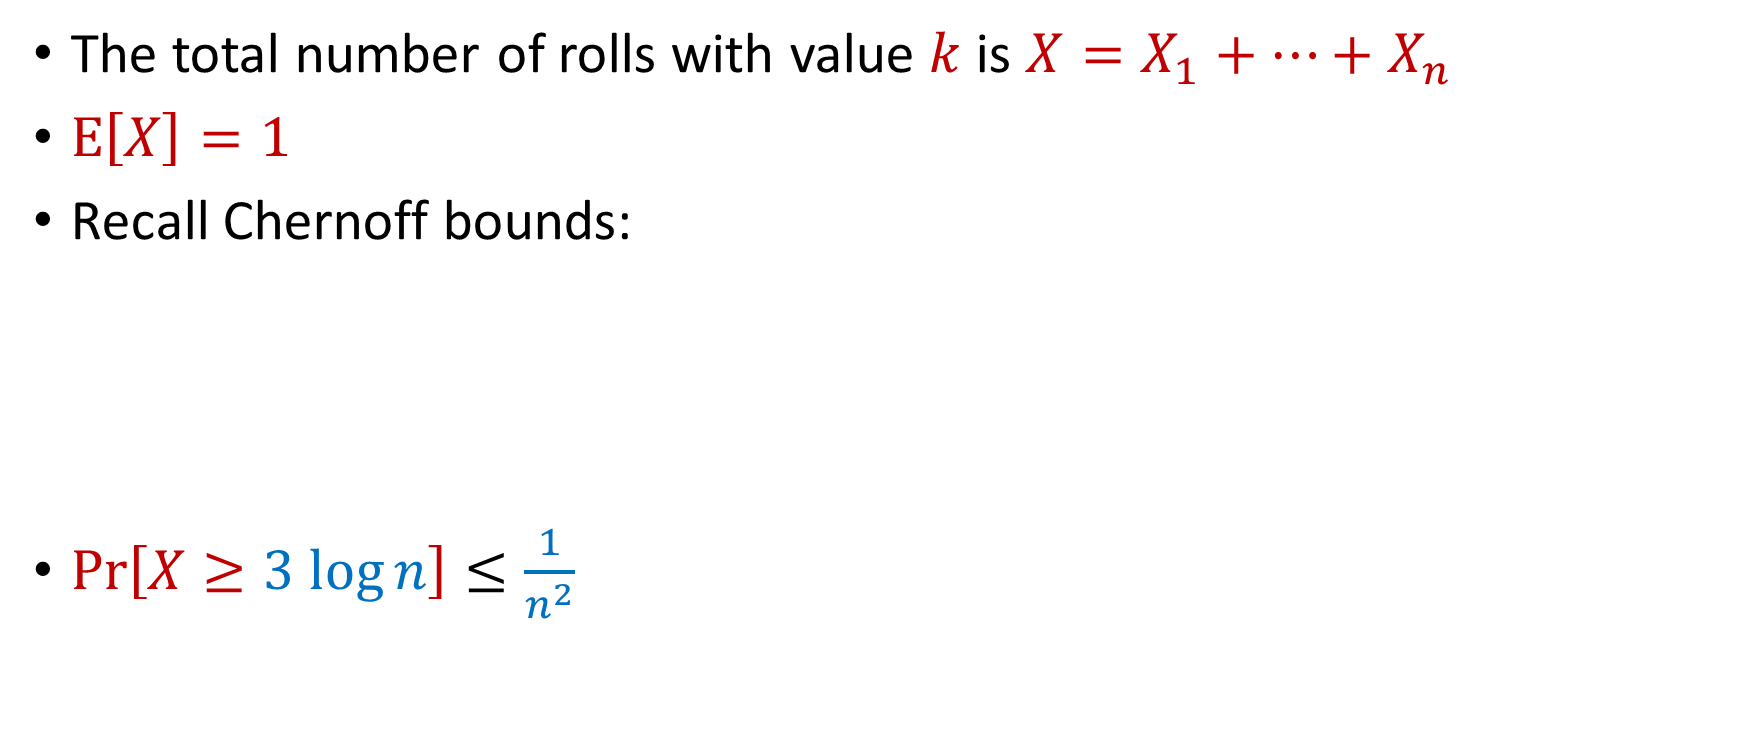 • The total number of rolls with value k is X = X₁ + ⋯ + Xₙ
• E[X] = 1
• Recall Chernoff bounds:
• Pr[X ≥ 3 log n] ≤ 1/n²